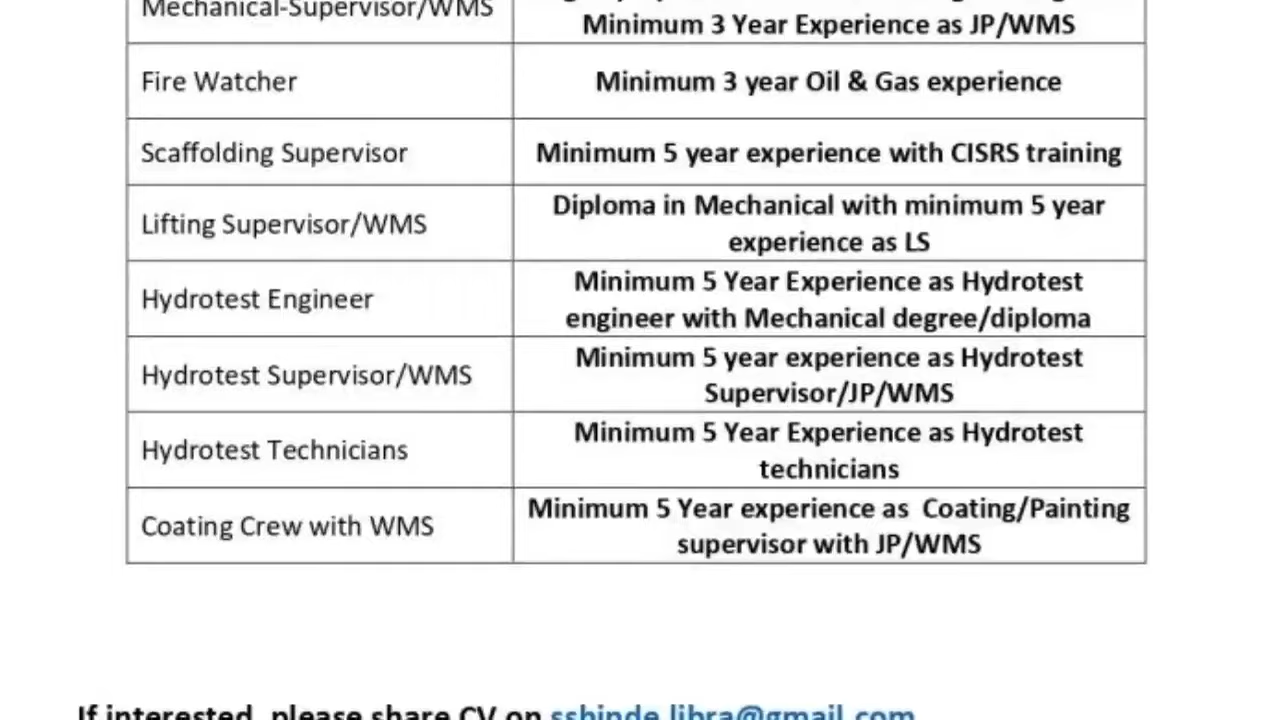 Mechanical-Supervisor/WMS
Minimum 3 Year Experience as JP/WMS
Fire Watcher
Minimum 3 year Oil & Gas experience
Scaffolding Supervisor
Minimum 5 year experience with CISRS training
Lifting Supervisor/WMS
Diploma in Mechanical with minimum 5 year
experience as LS
Hydrotest Engineer
Minimum 5 Year Experience as Hydrotest
engineer with Mechanical degree/diploma
Hydrotest Supervisor/WMS
Minimum 5 year experience as Hydrotest
Supervisor/JP/WMS
Hydrotest Technicians
Minimum 5 Year Experience as Hydrotest
technicians
Coating Crew with WMS
Minimum 5 Year experience as Coating/Painting
supervisor with JP/WMS
If interested, please share CV on sshinde.libra@gmail.com